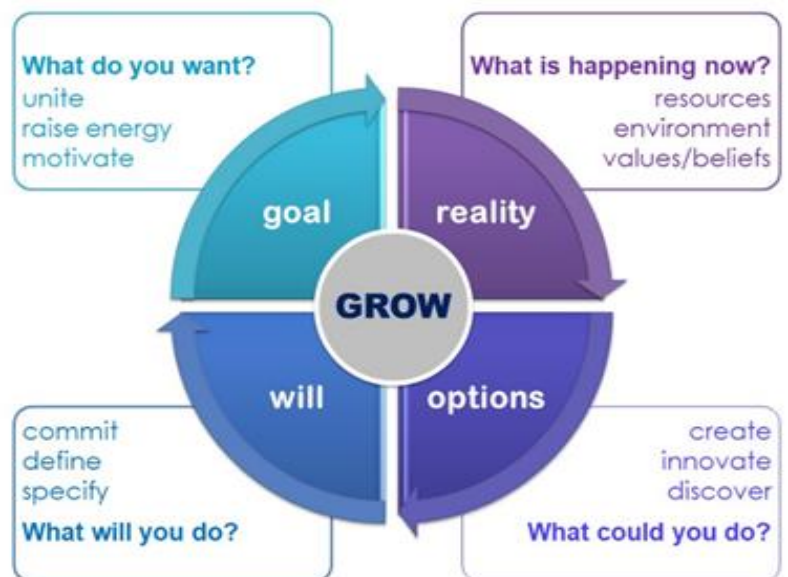 What do you want?
unite
raise energy
motivate
What is happening now?
resources
environment
values/beliefs
goal
reality
GROW
will
options
commit
define
specify
What will you do?
create
innovate
discover
What could you do?